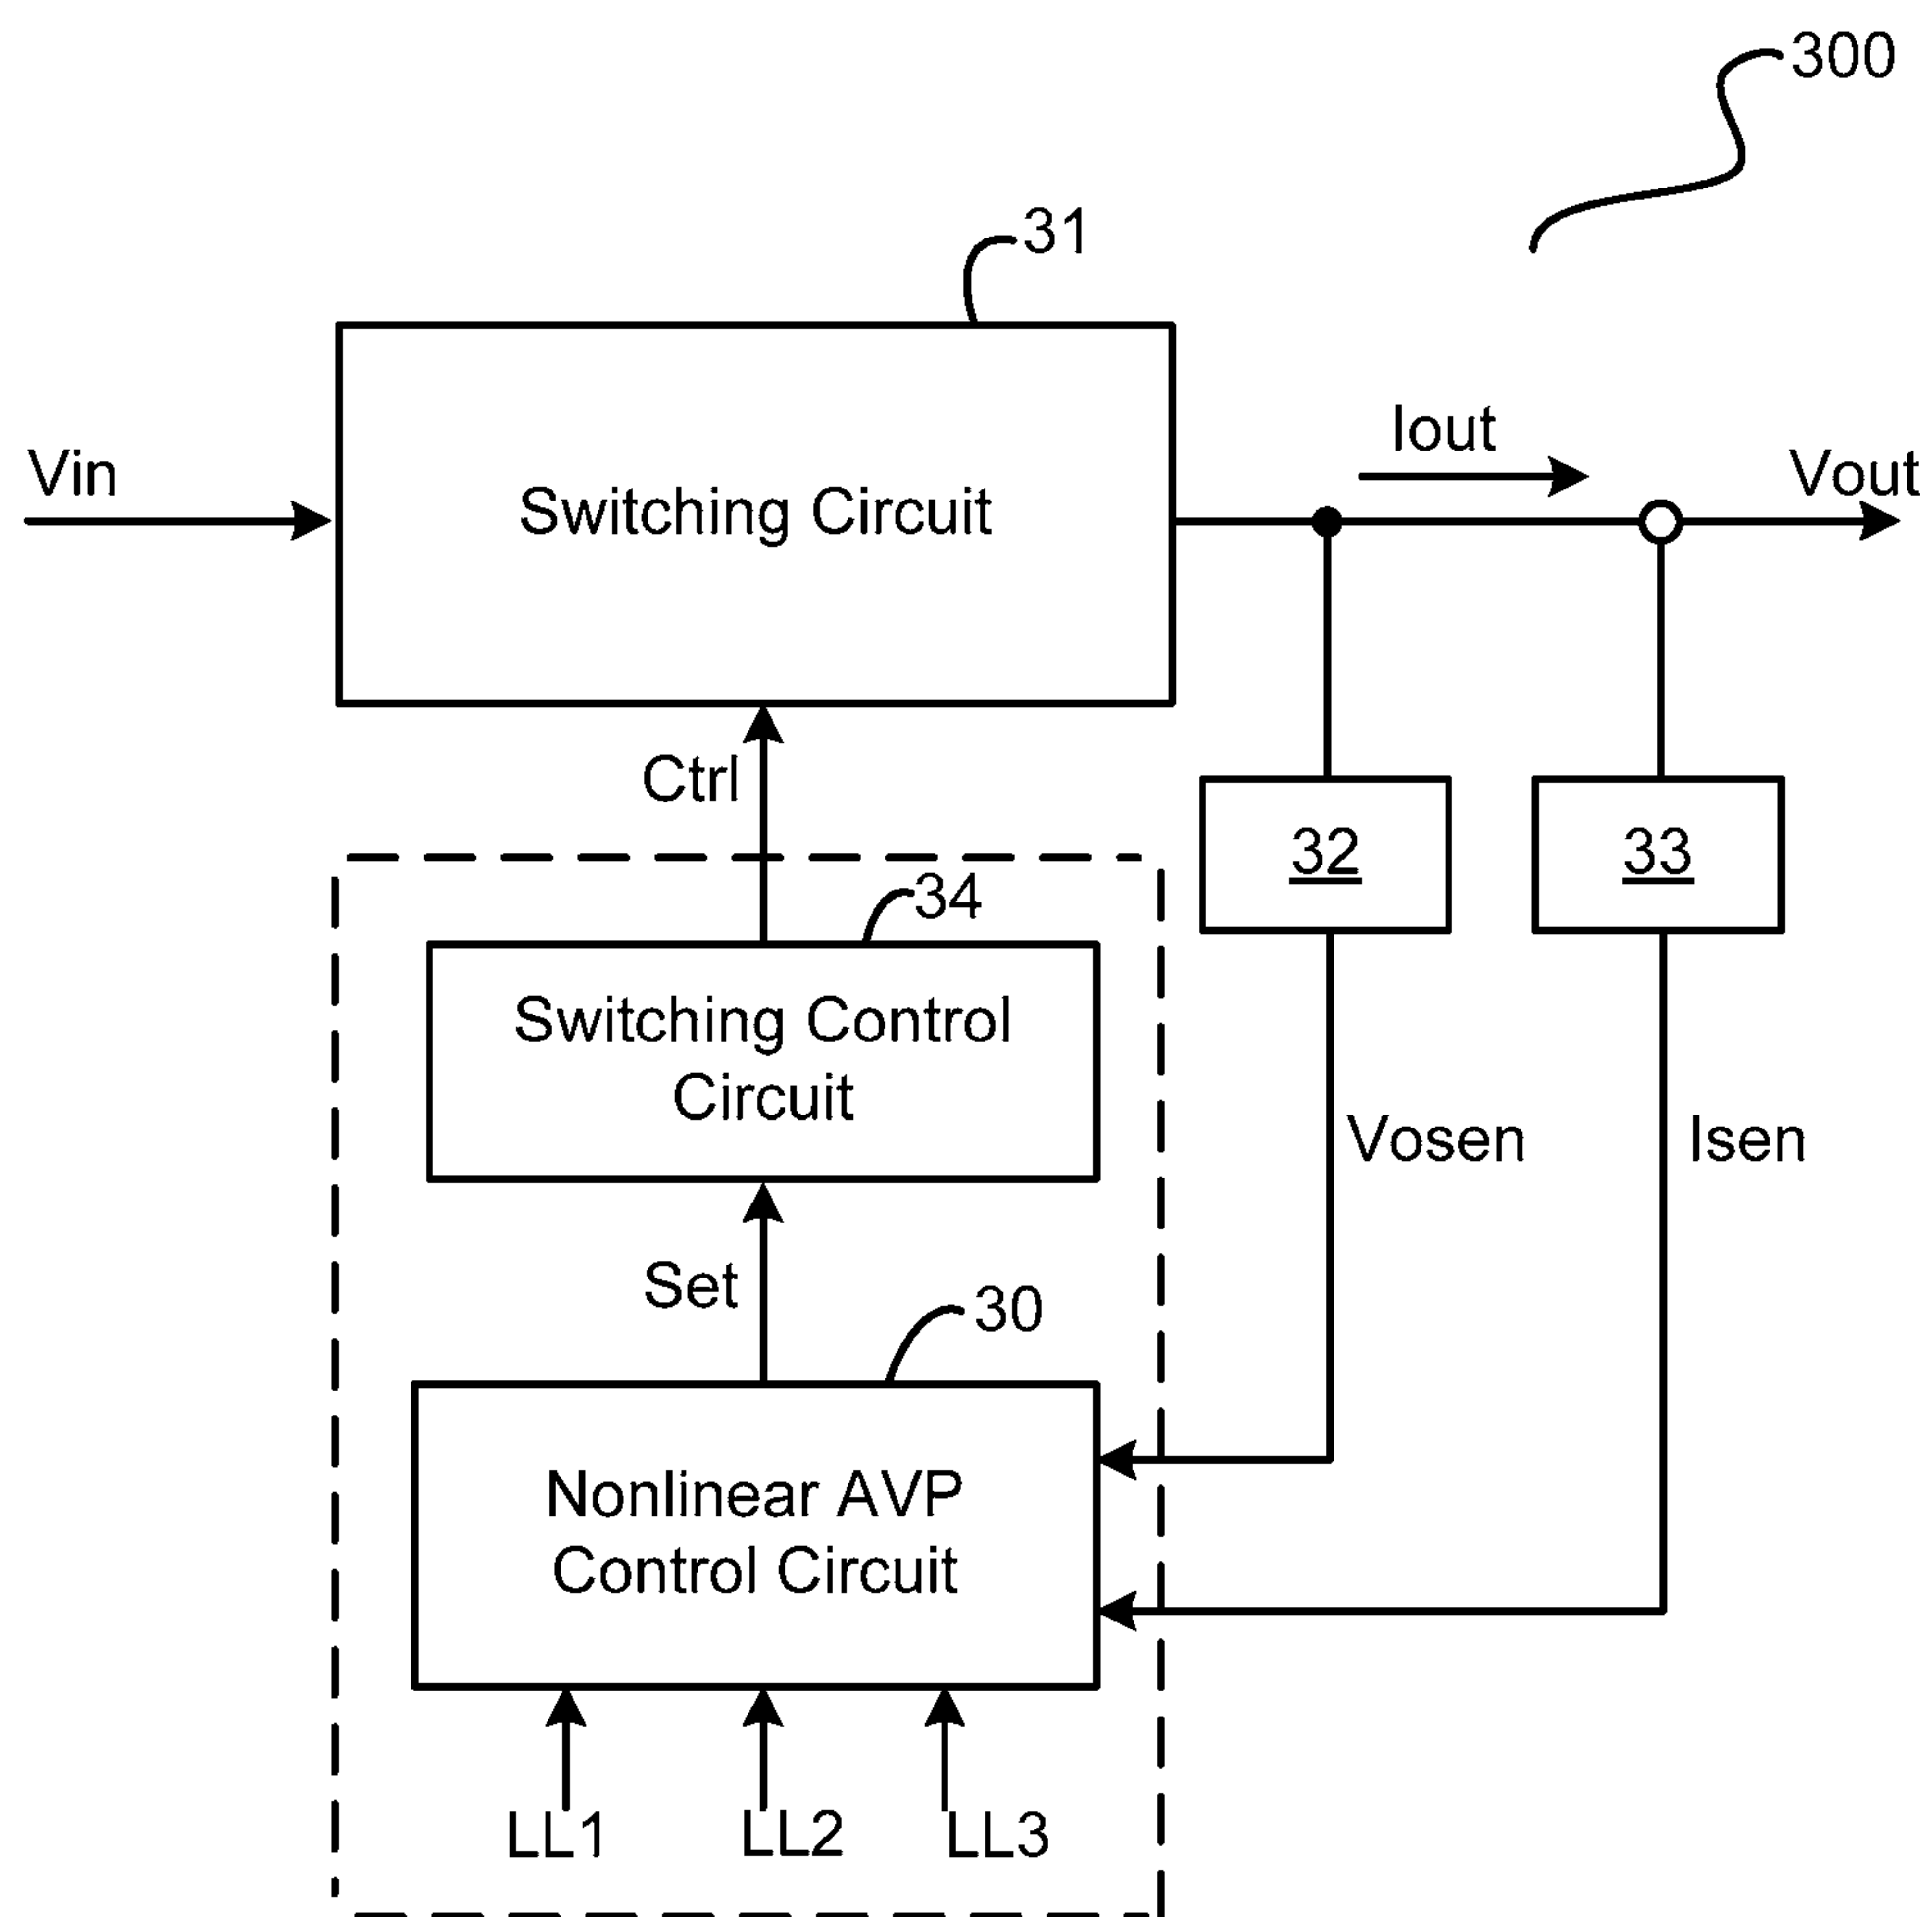 300
31
Iout
Vin
Vout
Switching Circuit
Ctrl
32
33
34
Switching Control
Circuit
Vosen
Isen
Set
30
Nonlinear AVP
Control Circuit
LL1
LL2
LL3